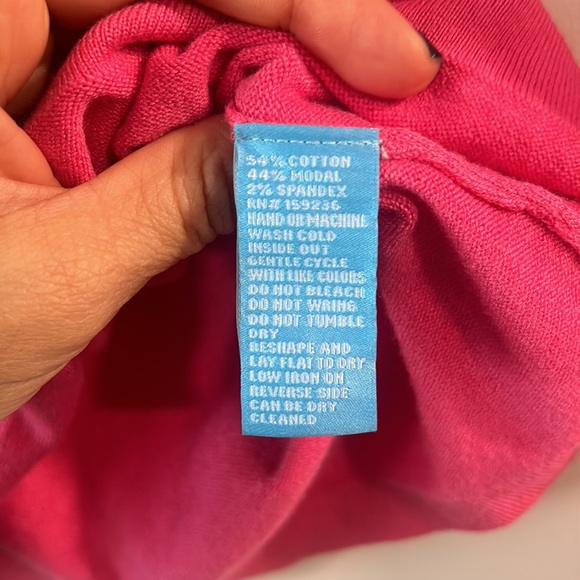 54% COTTON
44% MODAL
2% SPANDEX
RN# 159236
HAND OR MACHINE
WASH COLD
INSIDE OUT
GENTLE CYCLE
WITH LIKE COLORS
DO NOT BLEACH
DO NOT WRING
DO NOT TUMBLE
DRY
RESHAPE AND
LAY FLAT TO DRY
LOW IRON ON
REVERSE SIDE
CAN BE DRY
CLEANED